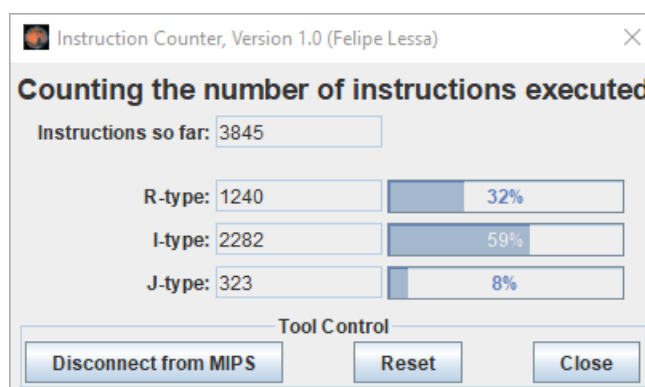 Instruction Counter, Version 1.0 (Felipe Lessa)
Counting the number of instructions executed
Instructions so far: 3845
R-type: 1240 32%
I-type: 2282 59%
J-type: 323 8%
Tool Control
Disconnect from MIPS Reset Close